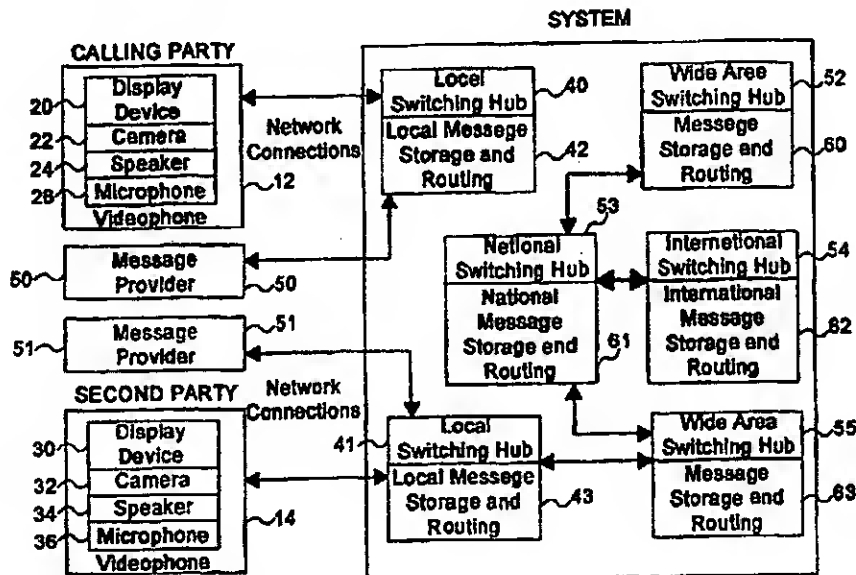 SYSTEM
CALLING PARTY
20
Display
Device
22
Camera
24
Speaker
28
Microphone
Videophone
12
Network
Connections
Locel
Switching Hub
40
Local Messege
Storage and
Routing
42
Wide Area
Switching Hub
52
Messege
Storage end
Routing
60
50
Message
Provider
50
51
Message
Provider
51
53
Netional
Switching Hub
National
Message
Storage end
Routing
61
Internetional
Switching Hub
54
International
Message
Storage end
Routing
62
SECOND PARTY
30
Display
Device
32
Camera
34
Speaker
36
Microphone
Videophone
14
Network
Connections
41
Local
Switching Hub
Local Messege
Storage and
Routing
43
Wide Area
Switching Hub
55
Message
Storage and
Routing
63